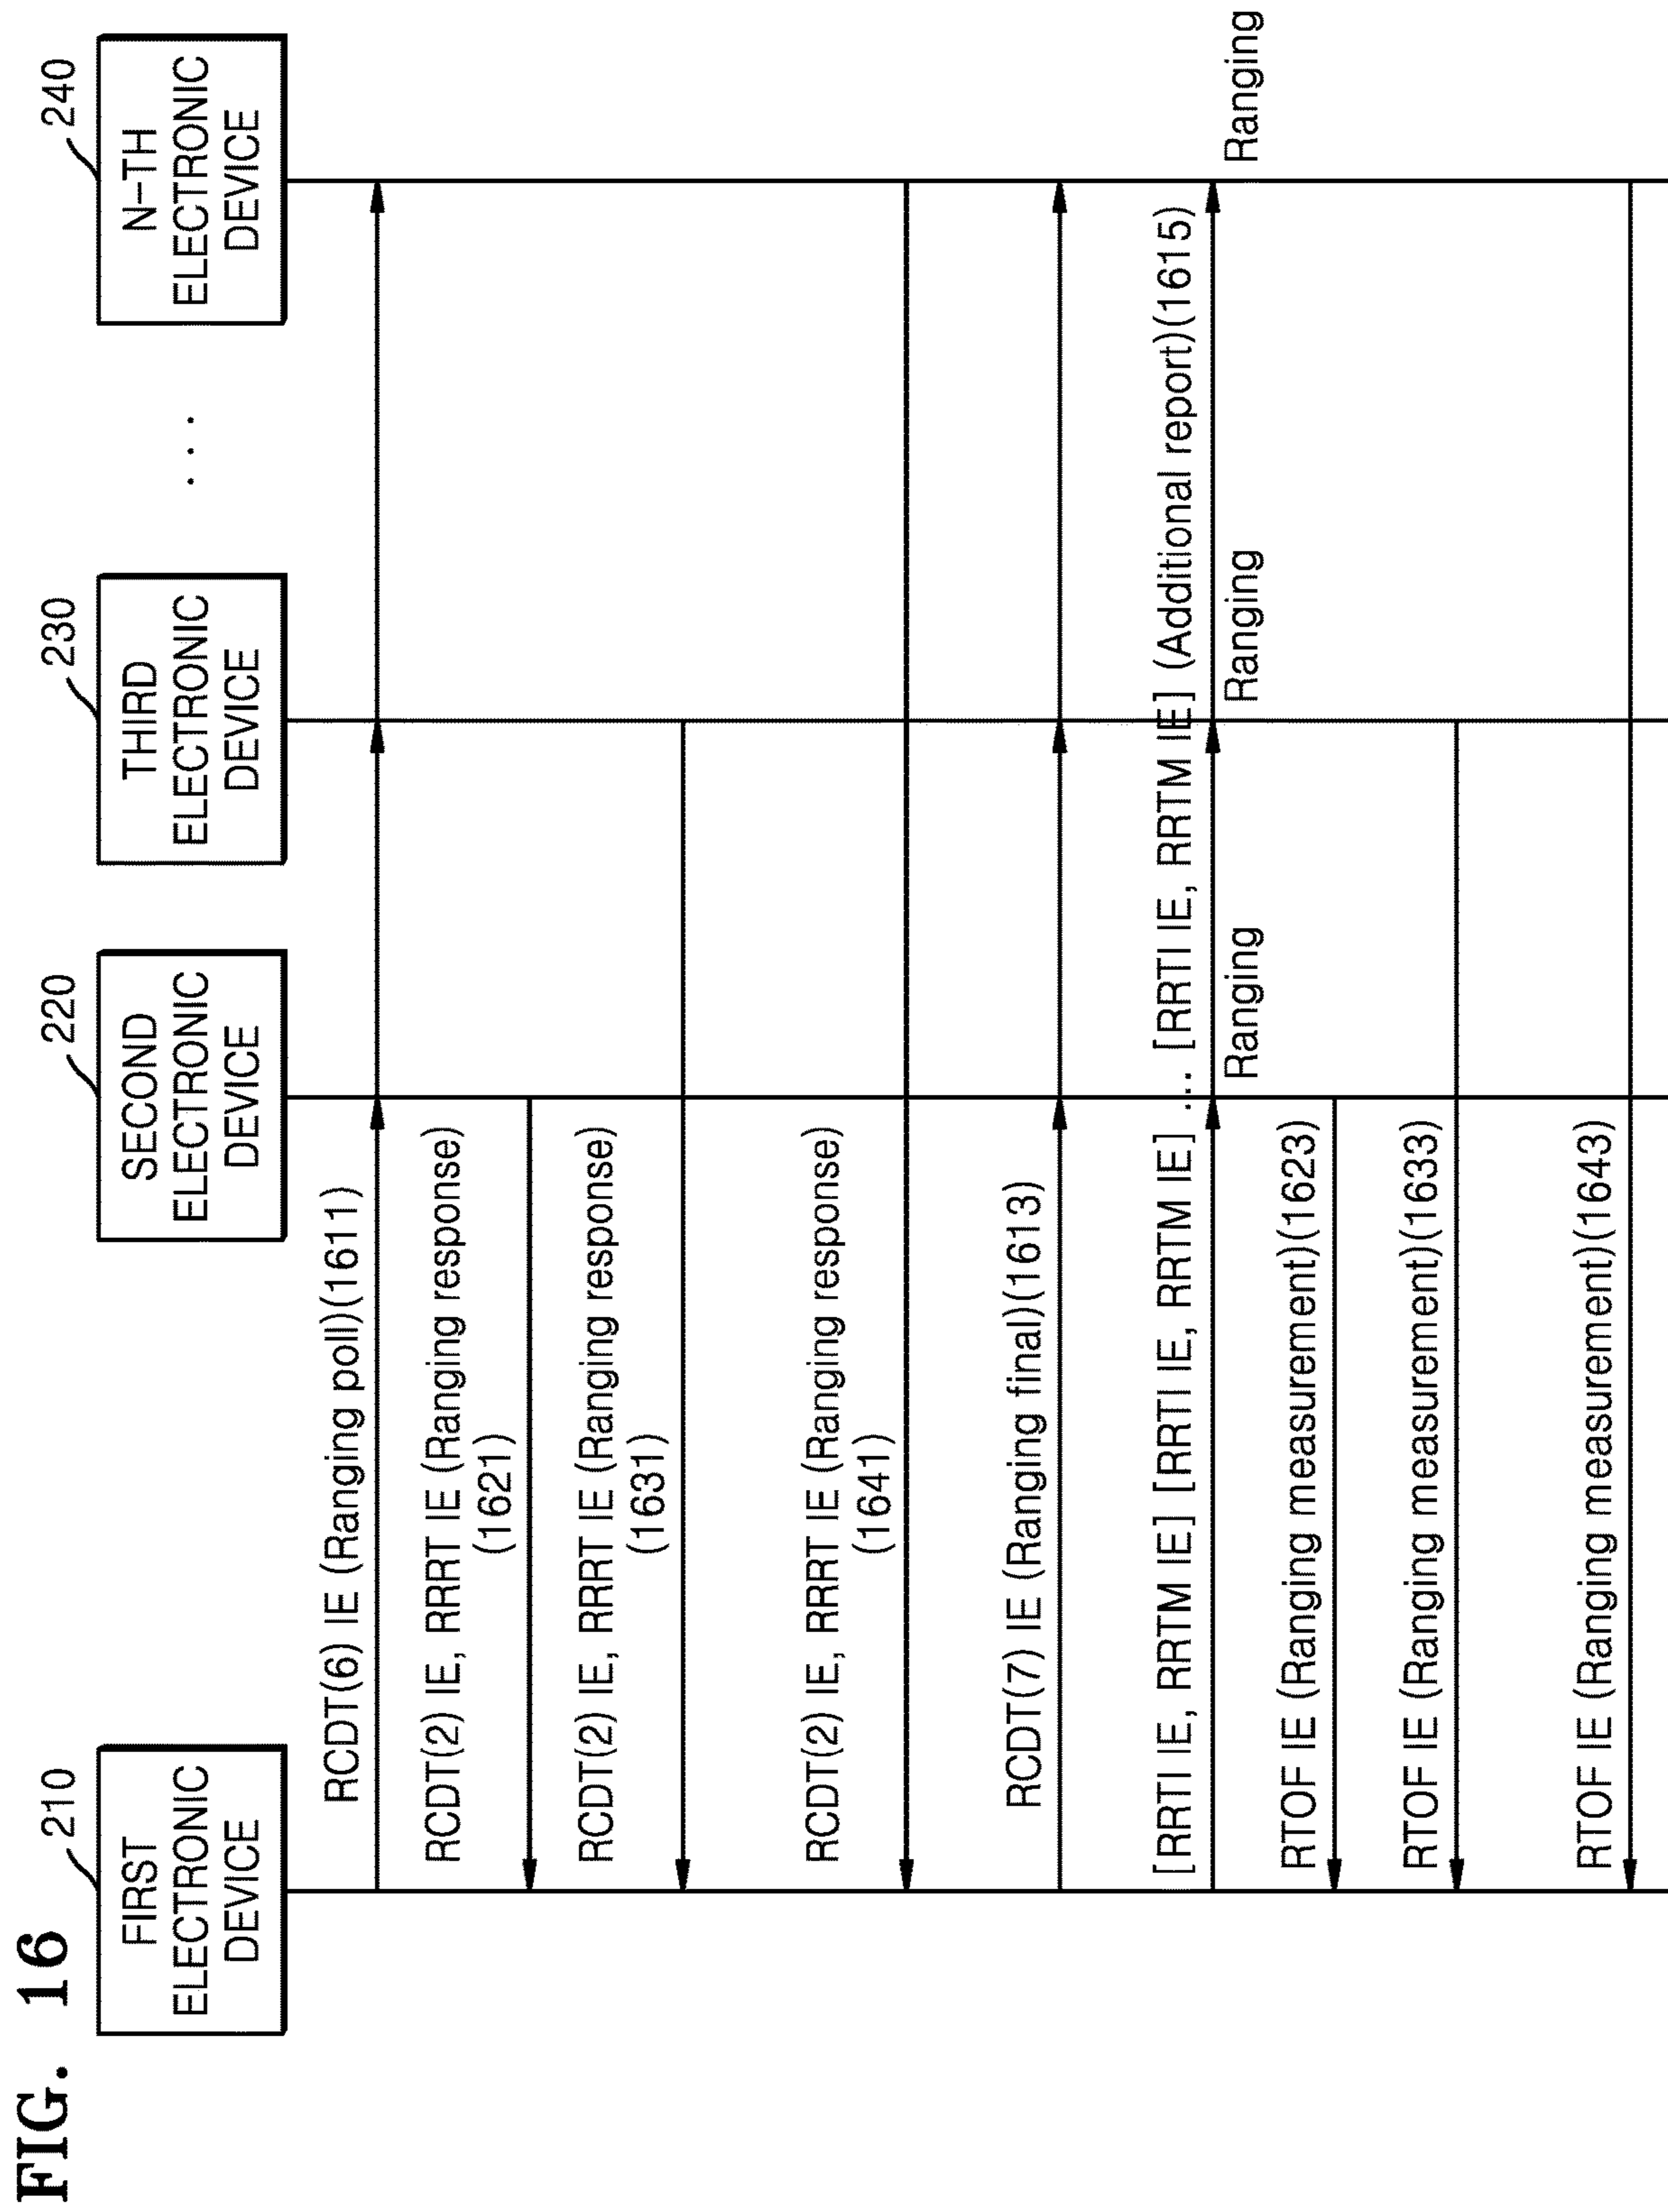 FIG. 16
210
220
230
240
FIRST
ELECTRONIC
DEVICE
SECOND
ELECTRONIC
DEVICE
THIRD
ELECTRONIC
DEVICE
. . .
N-TH
ELECTRONIC
DEVICE
RCDT(6) IE (Ranging poll)(1611)
RCDT(2) IE, RRRT IE (Ranging response)
(1621)
RCDT(2) IE, RRRT IE (Ranging response)
(1631)
RCDT(2) IE, RRRT IE (Ranging response)
(1641)
RCDT(7) IE (Ranging final)(1613)
[RRTI IE, RRTM IE] [RRTI IE, RRTM IE] ... [RRTI IE, RRTM IE] (Additional report)(1615)
Ranging
Ranging
Ranging
RTOF IE (Ranging measurement)(1623)
RTOF IE (Ranging measurement)(1633)
RTOF IE (Ranging measurement)(1643)